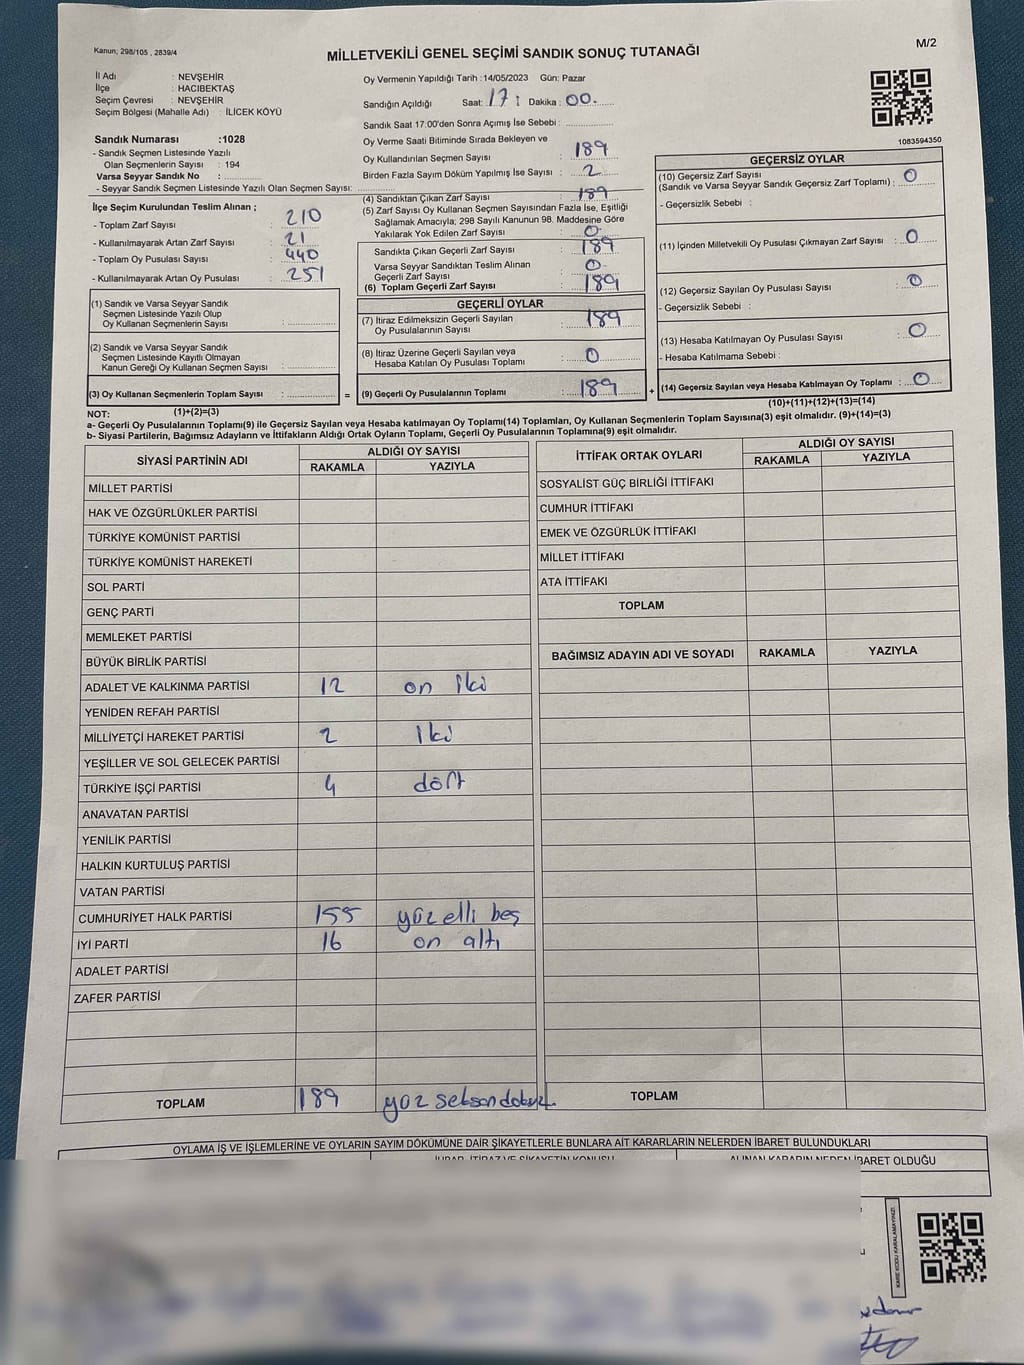 Kanun; 298/105 , 2839/4
MİLLETVEKİLİ GENEL SEÇİMİ SANDIK SONUÇ TUTANAĞI
M/2
İl Adı : NEVŞEHİR
İlçe : HACIBEKTAŞ
Seçim Çevresi : NEVŞEHİR
Seçim Bölgesi (Mahalle Adı) İLİCEK KÖYÜ
Oy Vermenin Yapıldığı Tarih :14/05/2023 Gün: Pazar
Sandığın Açıldığı Saat: 17 : Dakika : 00.
Sandık Saat 17:00'den Sonra Açımış İse Sebebi :
Sandık Numarası :1028
- Sandık Seçmen Listesinde Yazılı
Olan Seçmenlerin Sayısı : 194
Varsa Seyyar Sandık No :
- Seyyar Sandık Seçmen Listesinde Yazılı Olan Seçmen Sayısı:
Oy Verme Saati Bitiminde Sırada Bekleyen ve
Oy Kullandırılan Seçmen Sayısı : 189
Birden Fazla Sayım Döküm Yapılmış İse Sayısı : 2
1083594350
İlçe Seçim Kurulundan Teslim Alınan ;
- Toplam Zarf Sayısı : 210
- Kullanılmayarak Artan Zarf Sayısı : 21
- Toplam Oy Pusulası Sayısı : 440
- Kullanılmayarak Artan Oy Pusulası : 251
(4) Sandıktan Çıkan Zarf Sayısı : 189
(5) Zarf Sayısı Oy Kullanan Seçmen Sayısından Fazla İse, Eşitliği
Sağlamak Amacıyla; 298 Sayılı Kanunun 98. Maddesine Göre
Yakılarak Yok Edilen Zarf Sayısı : 0
Sandıkta Çıkan Geçerli Zarf Sayısı : 189
Varsa Seyyar Sandıktan Teslim Alınan
Geçerli Zarf Sayısı : 0
(6) Toplam Geçerli Zarf Sayısı : 189
GEÇERSİZ OYLAR
(10) Geçersiz Zarf Sayısı
(Sandık ve Varsa Seyyar Sandık Geçersiz Zarf Toplamı) : 0
- Geçersizlik Sebebi :
(11) İçinden Milletvekili Oy Pusulası Çıkmayan Zarf Sayısı : 0
(12) Geçersiz Sayılan Oy Pusulası Sayısı : 0
- Geçersizlik Sebebi :
(13) Hesaba Katılmayan Oy Pusulası Sayısı : 0
- Hesaba Katılmama Sebebi :
(14) Geçersiz Sayılan veya Hesaba Katılmayan Oy Toplamı : 0
(10)+(11)+(12)+(13)=(14)
(1) Sandık ve Varsa Seyyar Sandık
Seçmen Listesinde Yazılı Olup
Oy Kullanan Seçmenlerin Sayısı :
(2) Sandık ve Varsa Seyyar Sandık
Seçmen Listesinde Kayıtlı Olmayan
Kanun Gereği Oy Kullanan Seçmen Sayısı :
(3) Oy Kullanan Seçmenlerin Toplam Sayısı :
(1)+(2)=(3)
GEÇERLİ OYLAR
(7) İtiraz Edilmeksizin Geçerli Sayılan
Oy Pusulalarının Sayısı : 189
(8) İtiraz Üzerine Geçerli Sayılan veya
Hesaba Katılan Oy Pusulası Toplamı : 0
= (9) Geçerli Oy Pusulalarının Toplamı : 189 +
NOT:
a- Geçerli Oy Pusulalarının Toplamı(9) ile Geçersiz Sayılan veya Hesaba katılmayan Oy Toplamı(14) Toplamları, Oy Kullanan Seçmenlerin Toplam Sayısına(3) eşit olmalıdır. (9)+(14)=(3)
b- Siyasi Partilerin, Bağımsız Adayların ve İttifakların Aldığı Ortak Oyların Toplamı, Geçerli Oy Pusulalarının Toplamına(9) eşit olmalıdır.
SİYASİ PARTİNİN ADI ALDIĞI OY SAYISI
RAKAMLA YAZIYLA
MİLLET PARTİSİ
HAK VE ÖZGÜRLÜKLER PARTİSİ
TÜRKİYE KOMÜNİST PARTİSİ
TÜRKİYE KOMÜNİST HAREKETİ
SOL PARTİ
GENÇ PARTİ
MEMLEKET PARTİSİ
BÜYÜK BİRLİK PARTİSİ
ADALET VE KALKINMA PARTİSİ 12 on iki
YENİDEN REFAH PARTİSİ
MİLLİYETÇİ HAREKET PARTİSİ 2 iki
YEŞİLLER VE SOL GELECEK PARTİSİ
TÜRKİYE İŞÇİ PARTİSİ 4 dört
ANAVATAN PARTİSİ
YENİLİK PARTİSİ
HALKIN KURTULUŞ PARTİSİ
VATAN PARTİSİ
CUMHURİYET HALK PARTİSİ 155 yüz elli beş
İYİ PARTİ 16 on altı
ADALET PARTİSİ
ZAFER PARTİSİ
TOPLAM 189 yüz seksen dokuz
İTTİFAK ORTAK OYLARI ALDIĞI OY SAYISI
RAKAMLA YAZIYLA
SOSYALİST GÜÇ BİRLİĞİ İTTİFAKI
CUMHUR İTTİFAKI
EMEK VE ÖZGÜRLÜK İTTİFAKI
MİLLET İTTİFAKI
ATA İTTİFAKI
TOPLAM
BAĞIMSIZ ADAYIN ADI VE SOYADI RAKAMLA YAZIYLA
TOPLAM
OYLAMA İŞ VE İŞLEMLERİNE VE OYLARIN SAYIM DÖKÜMÜNE DAİR ŞİKAYETLERLE BUNLARA AİT KARARLARIN NELERDEN İBARET BULUNDUKLARI
İHBAR, İTİRAZ VE ŞİKAYETİN KONUSU ALINAN KARARIN NEDEN İBARET OLDUĞU
KARE KODU KARALAMAYINIZ!